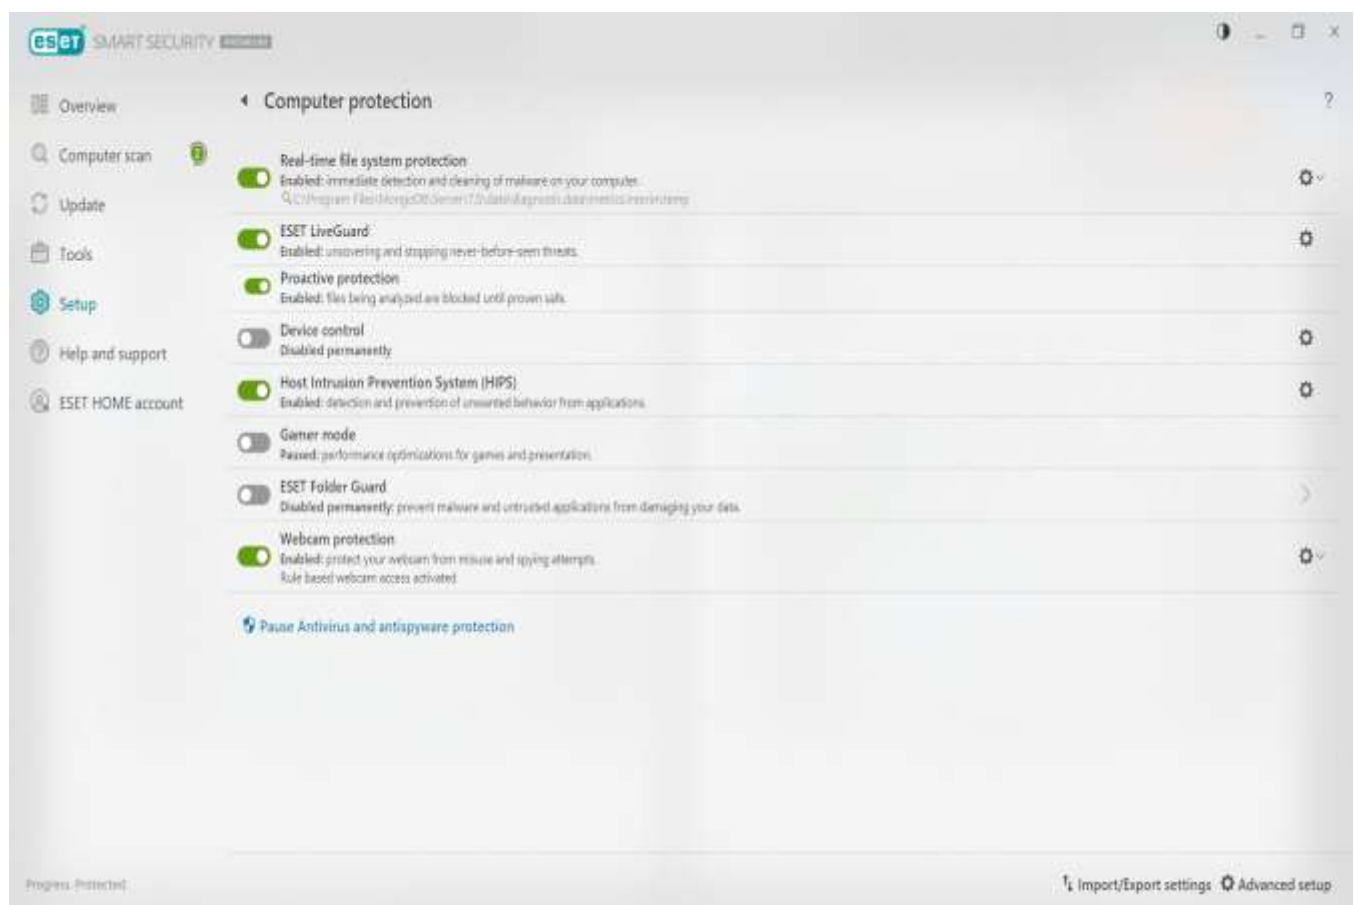 eset SMART SECURITY PREMIUM
Overview
Computer scan
Update
Tools
Setup
Help and support
ESET HOME account
Computer protection
?
Real-time file system protection
Enabled: immediate detection and cleaning of malware on your computer.
ESET LiveGuard
Enabled: uncovering and stopping never-before-seen threats.
Proactive protection
Enabled: files being analyzed are blocked until proven safe.
Device control
Disabled permanently
Host Intrusion Prevention System (HIPS)
Enabled: detection and prevention of unwanted behavior from applications.
Gamer mode
Paused: performance optimizations for games and presentation.
ESET Folder Guard
Disabled permanently: prevent malware and untrusted applications from damaging your data.
Webcam protection
Enabled: protect your webcam from misuse and spying attempts.
Rule based webcam access activated
Pause Antivirus and antispyware protection
Progress. Protected.
Import/Export settings Advanced setup